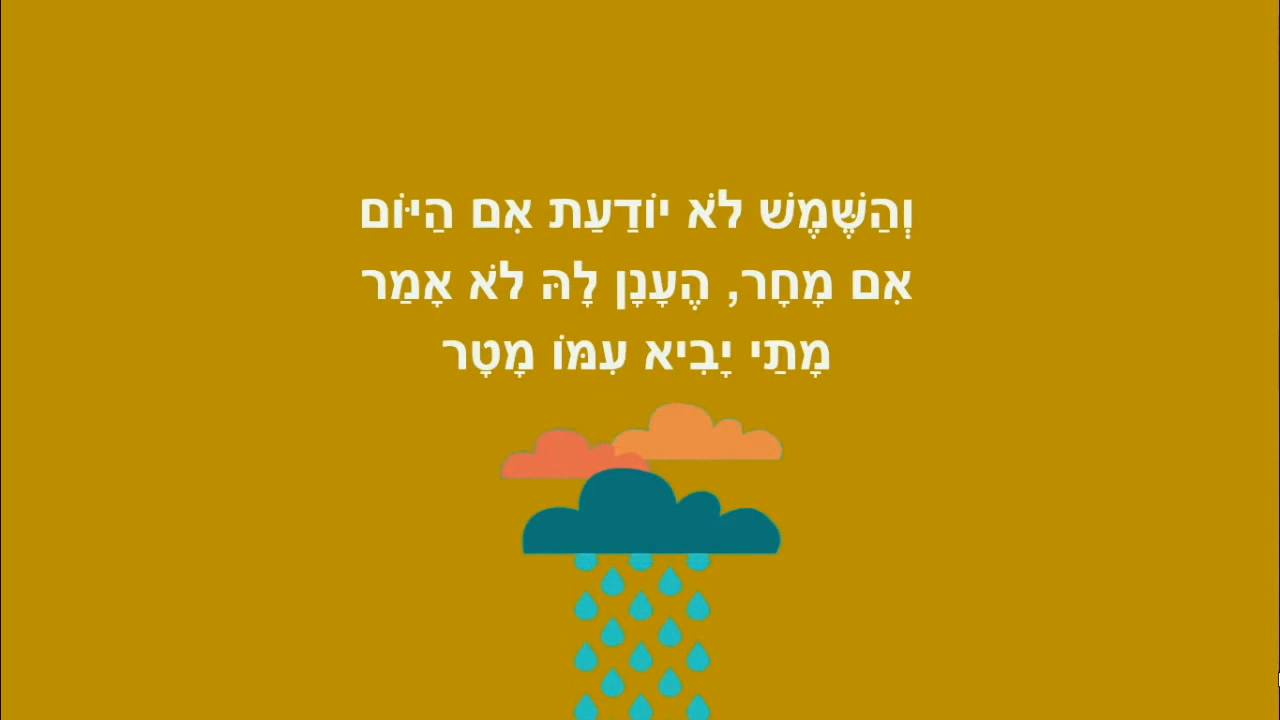 וְהַשֶּׁמֶשׁ לֹא יוֹדַעַת אִם הַיּוֹם
אִם מָחָר, הֶעָנָן לָהּ לֹא אָמַר
מָתַי יָבִיא עִמּוֹ מָטָר